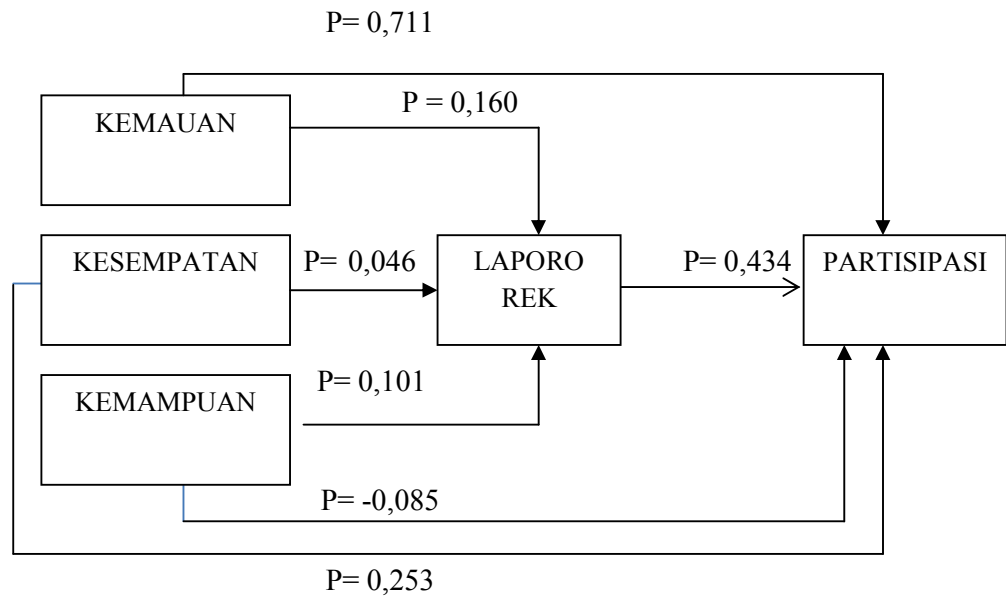 P= 0,711
P = 0,160
KEMAUAN
KESEMPATAN
P= 0,046
LAPORO
REK
P= 0,434
PARTISIPASI
P= 0,101
KEMAMPUAN
P= -0,085
P= 0,253